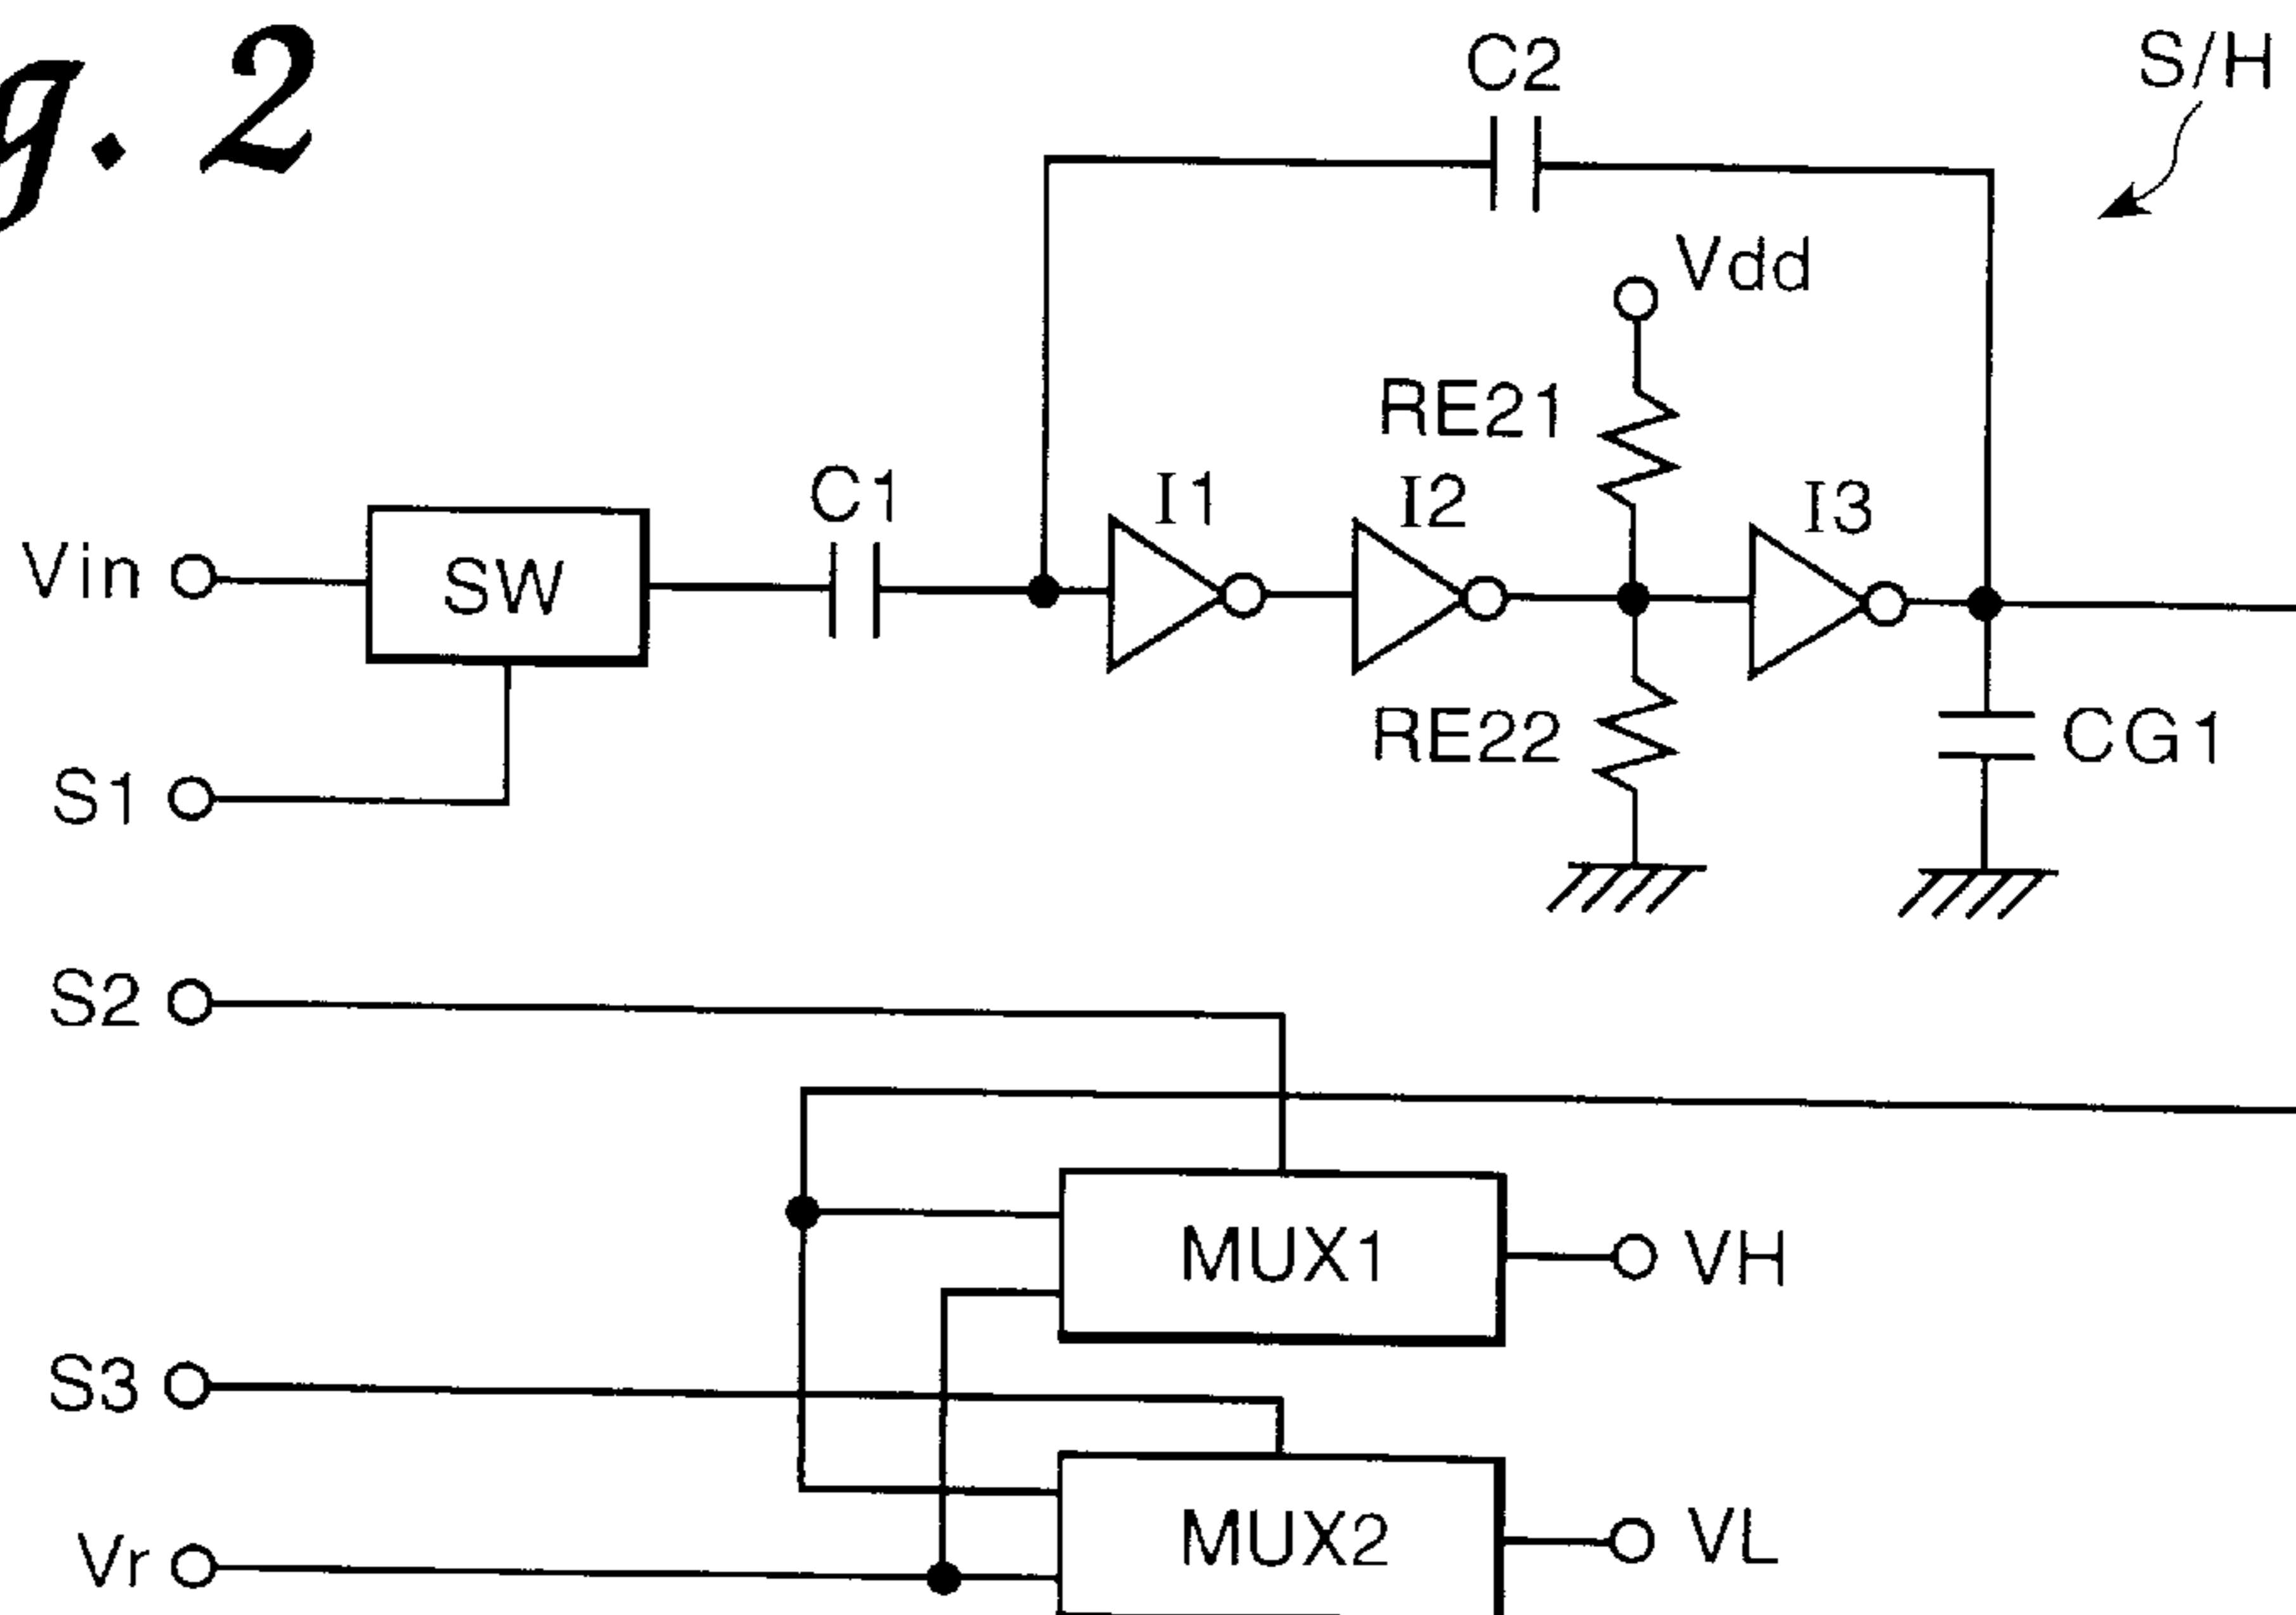 g. 2
C2
S/H
Vdd
RE21
C1
I1
I2
I3
Vin
SW
RE22
CG1
S1
S2
MUX1
VH
S3
MUX2
VL
Vr